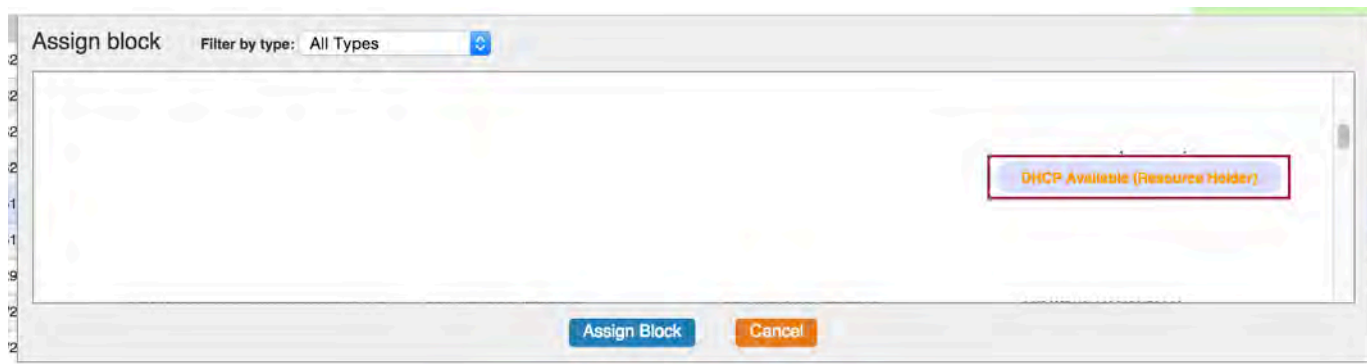 Assign block Filter by type: All Types
DHCP Available (Resource Holder)
Assign Block Cancel